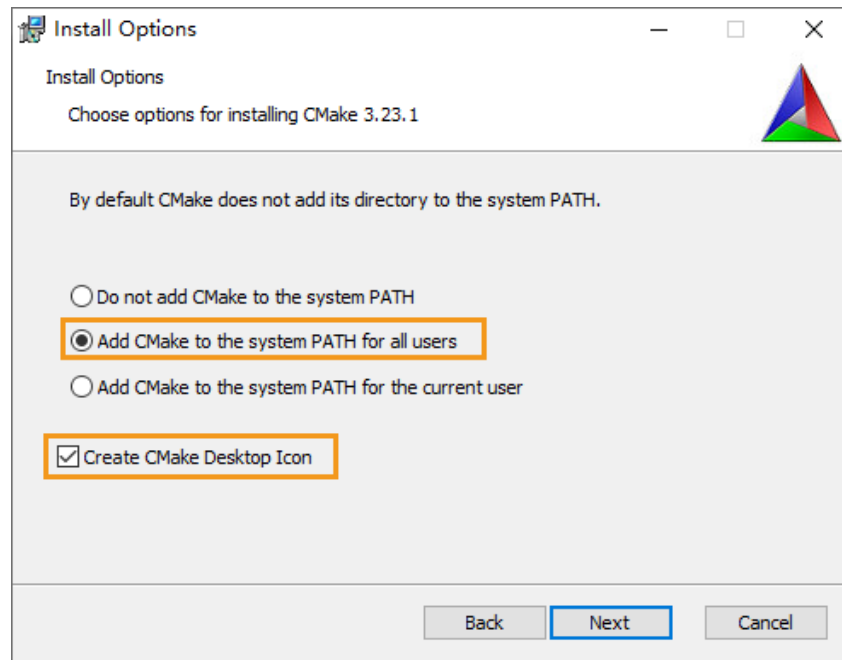 Install Options
Install Options
Choose options for installing CMake 3.23.1
By default CMake does not add its directory to the system PATH.
Do not add CMake to the system PATH
Add CMake to the system PATH for all users
Add CMake to the system PATH for the current user
Create CMake Desktop Icon
Back Next Cancel